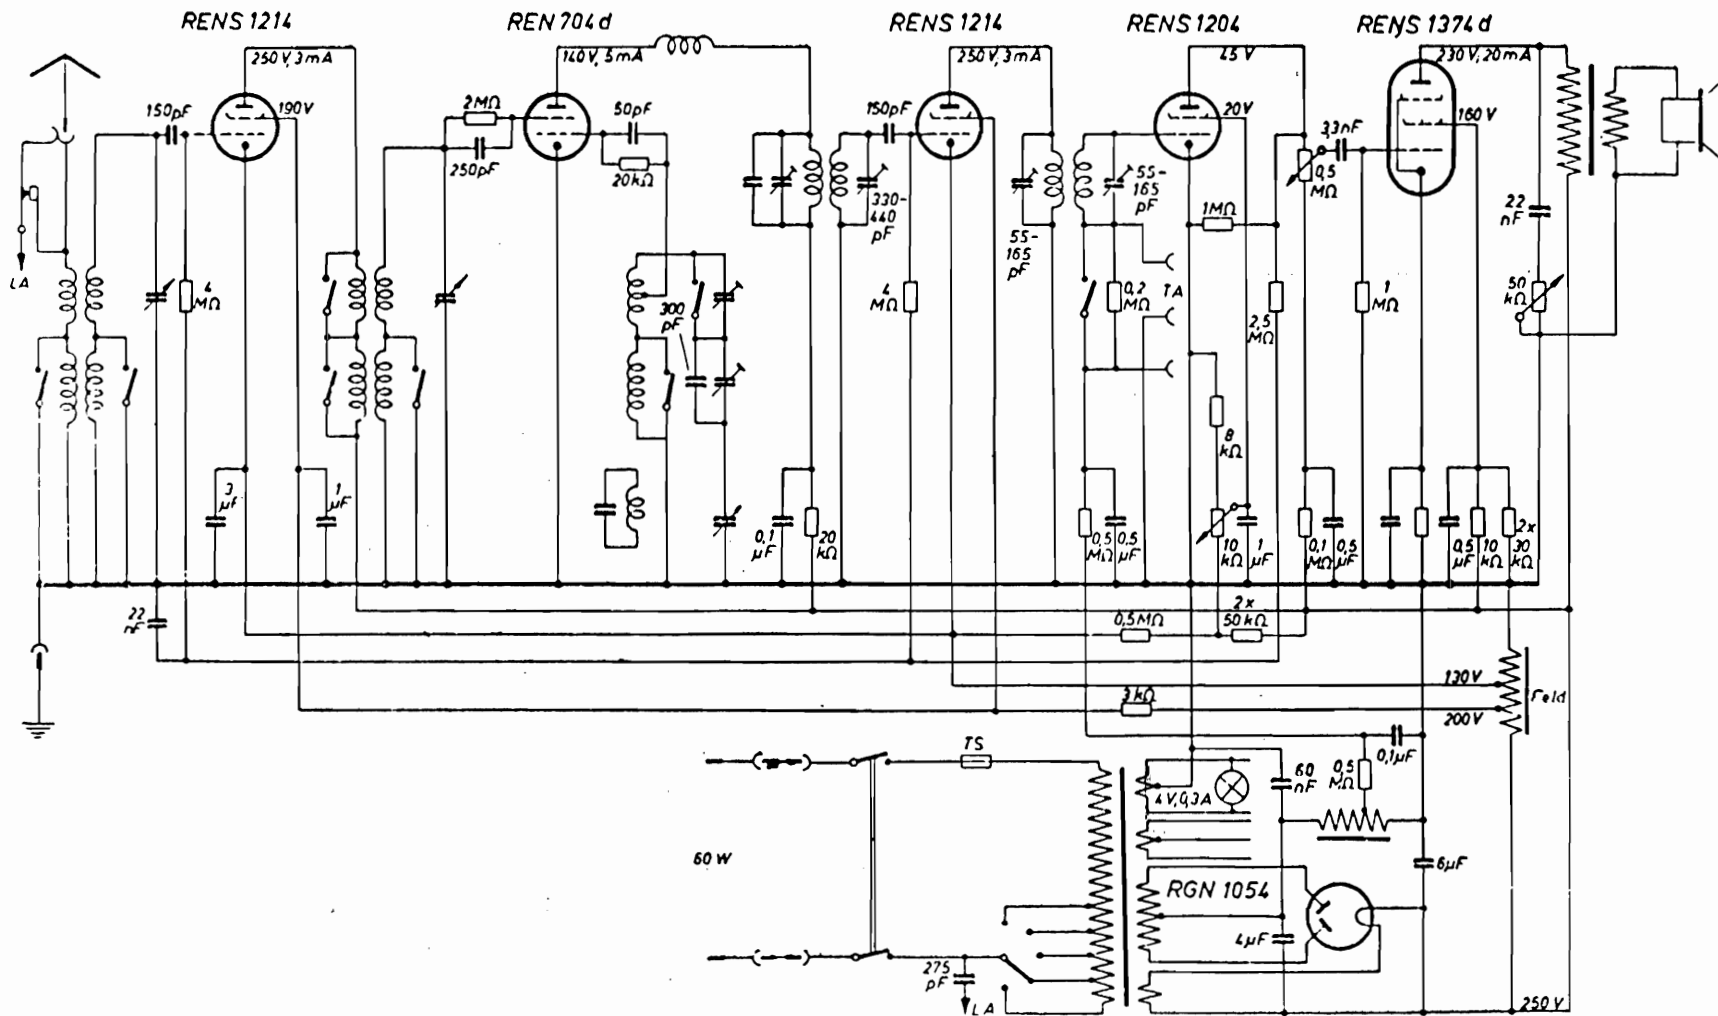 RENS 1214
REN 704 d
RENS 1214
RENS 1204
RENS 1374 d
250V, 3mA
140V, 5mA
250V, 3mA
45 V
230V, 20mA
150pF
190V
2MΩ
250pF
50pF
20kΩ
150pF
20V
3,3nF
160V
0,5
MΩ
55-
165
pF
330-
440
pF
55-
165
pF
1MΩ
22
nF
LA
4
MΩ
300
pF
4
MΩ
0,2
MΩ
TA
2,5
MΩ
1
MΩ
50
kΩ
8
kΩ
3
µF
1
µF
0,1
µF
20
kΩ
0,5
MΩ
0,5
µF
10
kΩ
1
µF
0,1
MΩ
0,5
µF
0,5
µF
10
kΩ
2x
30
kΩ
22
nF
0,5MΩ
2x
50kΩ
130V
Feld
3kΩ
200V
TS
0,1µF
0,5
MΩ
60
nF
4V, 0,3A
60 W
6µF
RGN 1054
4µF
275
pF
LA
250V